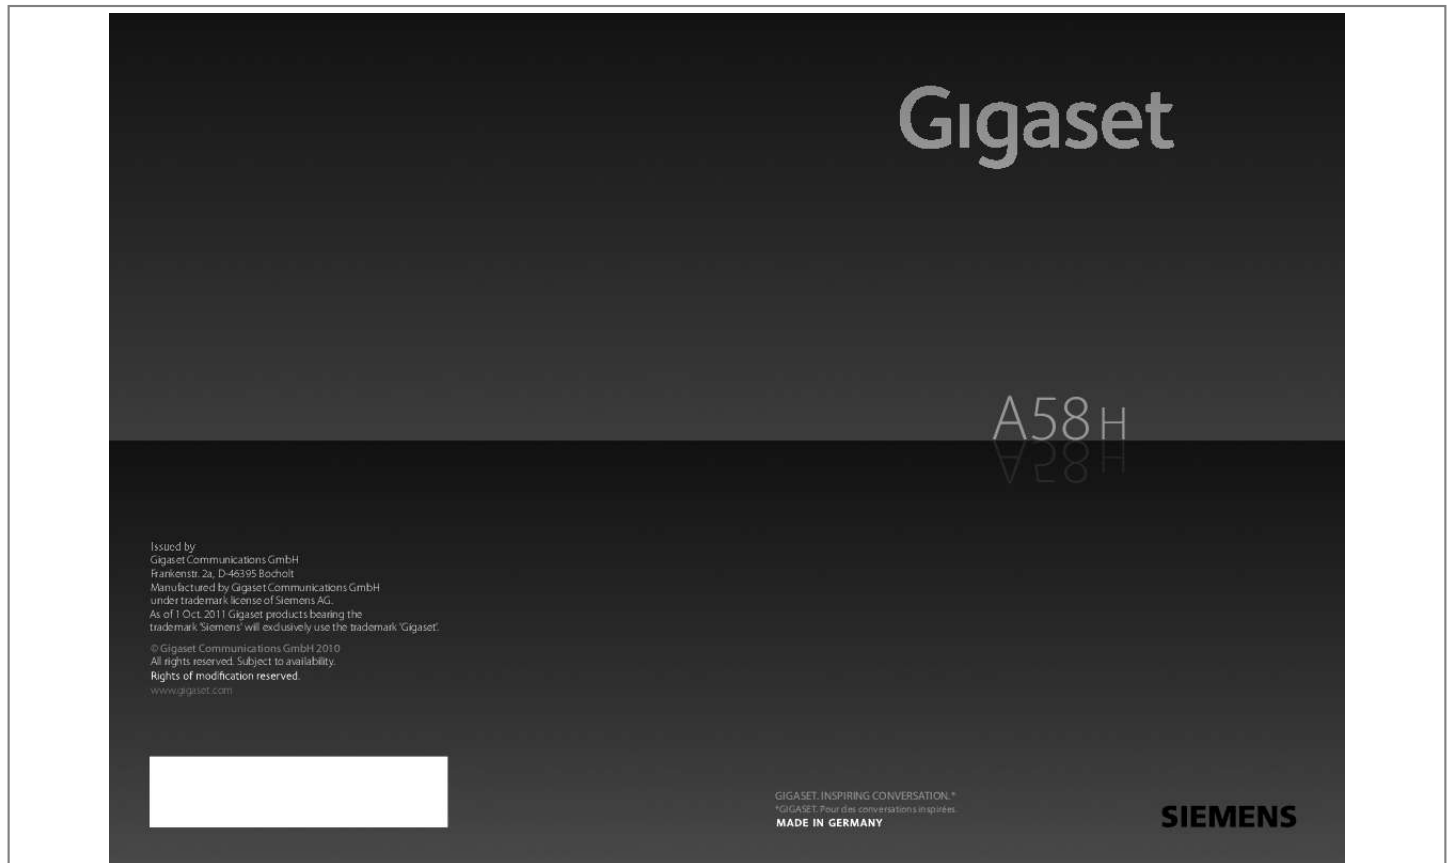 Gigaset
A58 H
Issued by
Gigaset Communications GmbH
Frankenstr. 2a, D-46395 Bocholt
Manufactured by Gigaset Communications GmbH
under trademark license of Siemens AG.
As of 1 Oct. 2011 Gigaset products bearing the
trademark 'Siemens' will exclusively use the trademark 'Gigaset'.
© Gigaset Communications GmbH 2010
All rights reserved. Subject to availability.
Rights of modification reserved.
www.gigaset.com
GIGASET. INSPIRING CONVERSATION.*
*GIGASET. Pour des conversations inspirées.
MADE IN GERMANY
SIEMENS